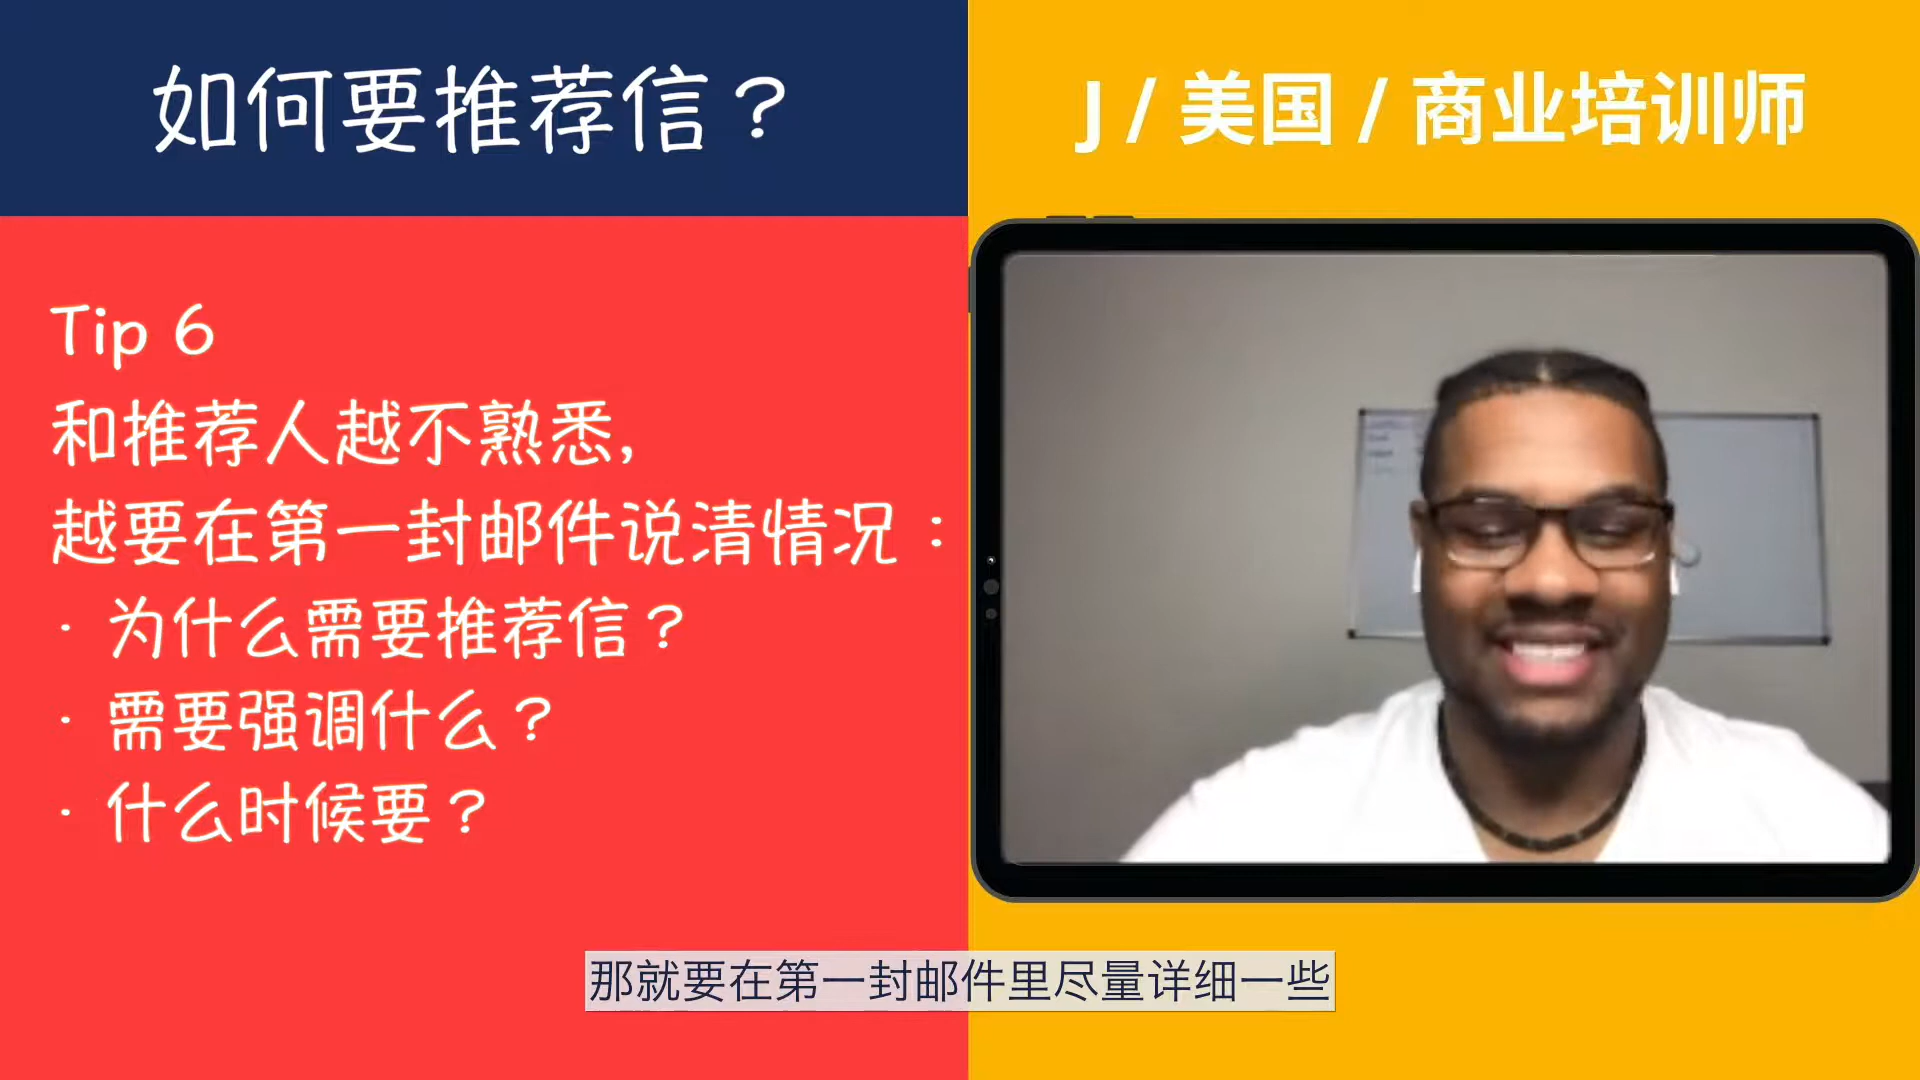 如何要推荐信？
J / 美国 / 商业培训师
Tip 6
和推荐人越不熟悉，
越要在第一封邮件说清情况：
· 为什么需要推荐信？
· 需要强调什么？
· 什么时候要？
那就要在第一封邮件里尽量详细一些